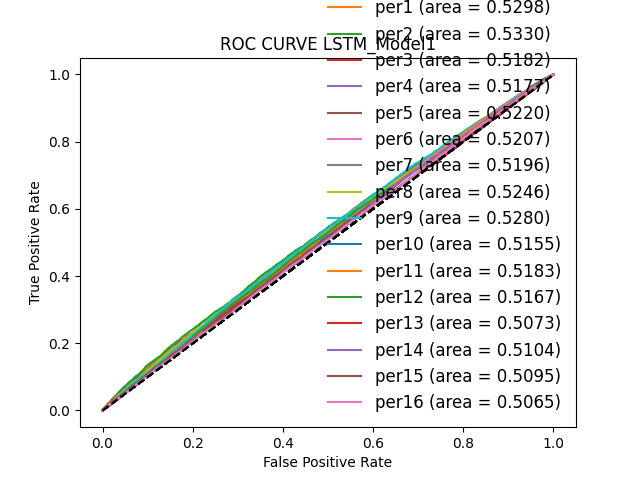 per1 (area = 0.5298)
per2 (area = 0.5330)
ROC CURVE LSTM_Model1
per3 (area = 0.5182)
per4 (area = 0.5177)
per5 (area = 0.5220)
per6 (area = 0.5207)
per7 (area = 0.5196)
per8 (area = 0.5246)
per9 (area = 0.5280)
per10 (area = 0.5155)
per11 (area = 0.5183)
per12 (area = 0.5167)
per13 (area = 0.5073)
per14 (area = 0.5104)
per15 (area = 0.5095)
per16 (area = 0.5065)
1.0
0.8
0.6
0.4
0.2
0.0
True Positive Rate
0.0 0.2 0.4 0.6 0.8 1.0
False Positive Rate